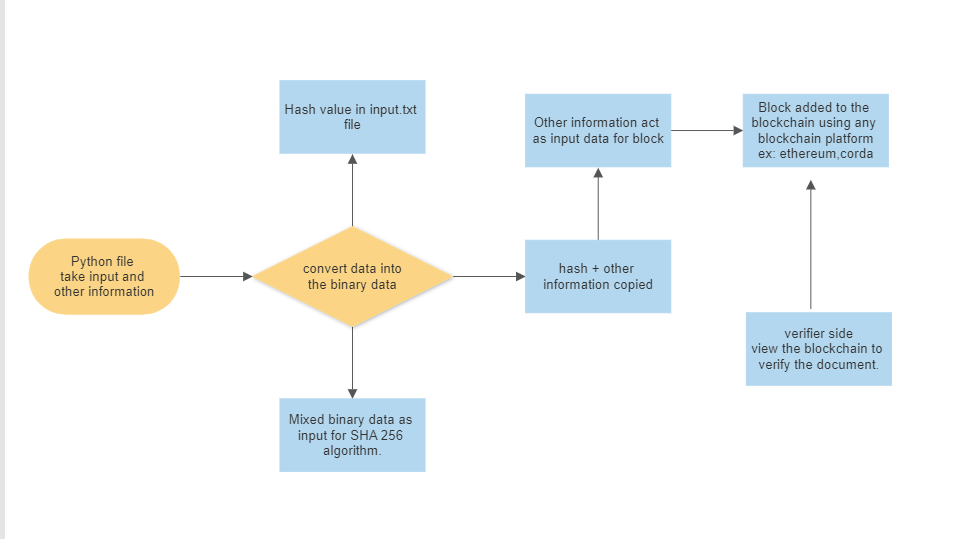 Hash value in input.txt
file
Other information act
as input data for block
Block added to the
blockchain using any
blockchain platform
ex: ethereum,corda
Python file
take input and
other information
convert data into
the binary data
hash + other
information copied
verifier side
view the blockchain to
verify the document.
Mixed binary data as
input for SHA 256
algorithm.